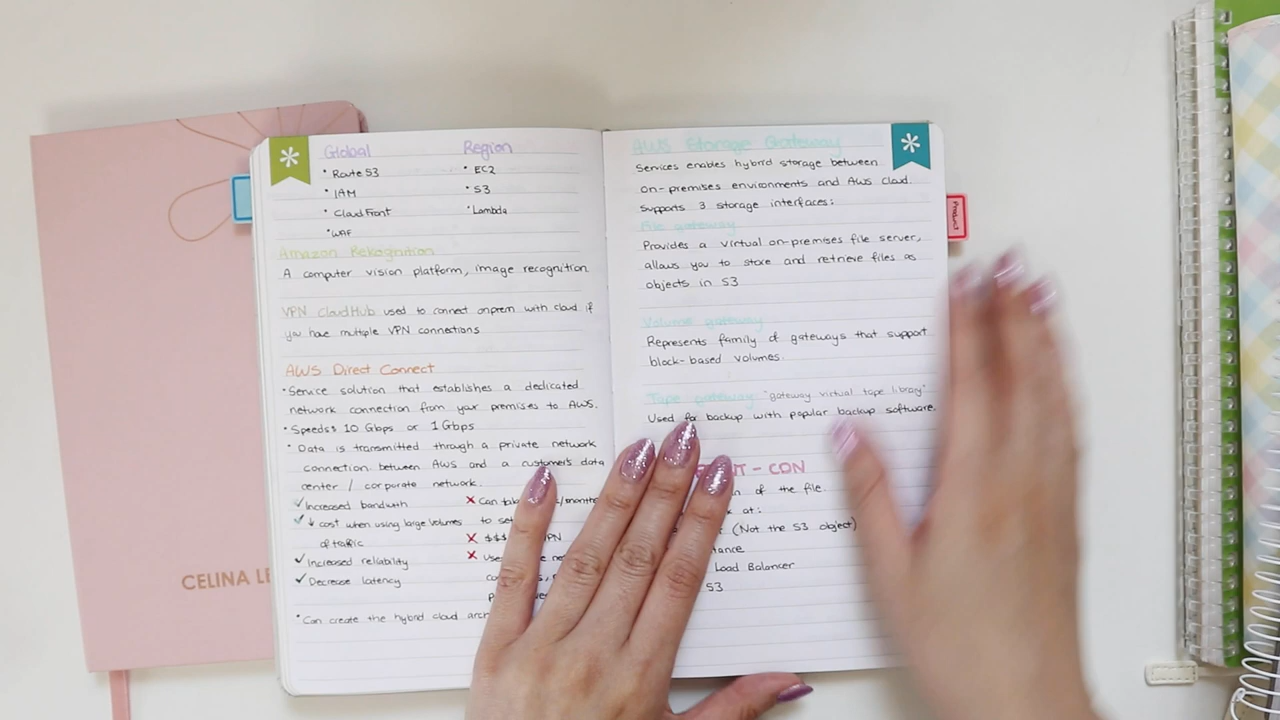 Global
• Route 53
• IAM
• Cloud Front
• WAF
Region
• EC2
• S3
• Lambda
Amazon Rekognition
A computer vision platform, image recognition
VPN CloudHub used to connect onprem with cloud if
you have multiple VPN connections
AWS Direct Connect
• Service solution that establishes a dedicated
network connection from your premises to AWS.
• Speeds: 10 Gbps or 1 Gbps
• Data is transmitted through a private network
connection between AWS and a customer's data
center / corporate network.
✓ Increased bandwith
✓ ↓ cost when using large volumes
of traffic
✓ Increased reliability
✓ Decrease latency
✗ Can /months
to
✗ $$$
✗
• Can create the hybrid cloud
AWS Storage Gateway
Services enables hybrid storage between
on-premises environments and AWS Cloud.
Supports 3 storage interfaces:
File gateway
Provides a virtual on-premises file server,
allows you to store and retrieve files as
objects in S3
Volume gateway
Represents family of gateways that support
block-based volumes.
Tape gateway "gateway virtual tape library"
Used for backup with popular backup software.
- CON
of the file.
at:
(Not the S3 object)
Load Balancer
S3
Product
CELINA